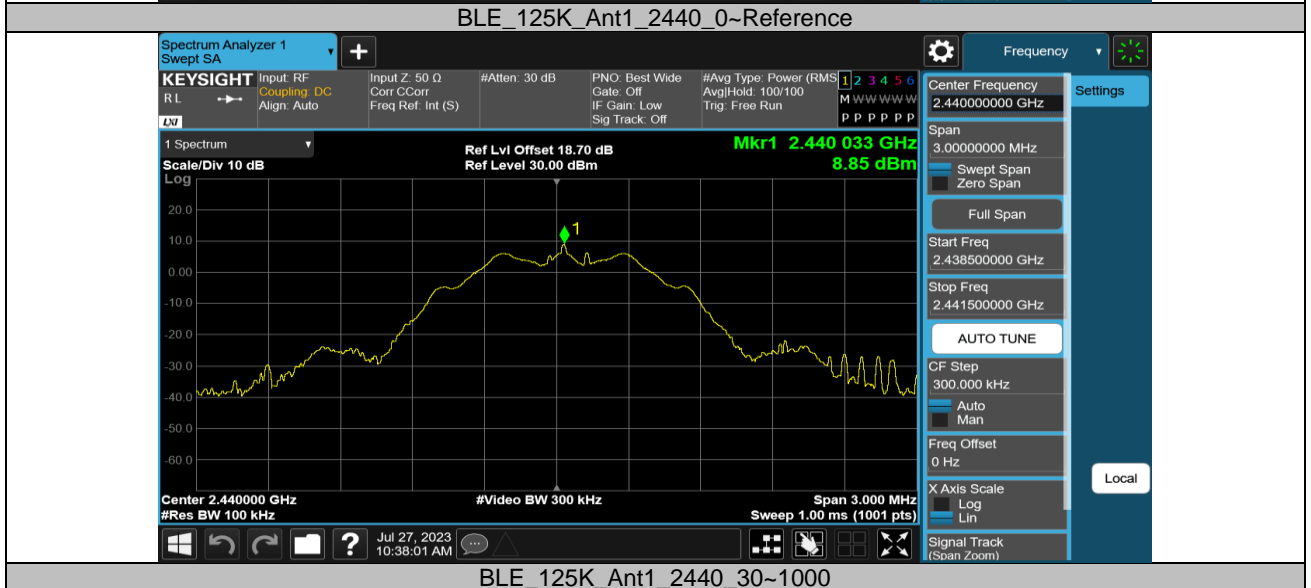 BLE_125K_Ant1_2440_0~Reference
Spectrum Analyzer 1
Swept SA
+
Frequency
KEYSIGHT
RL
LXI
Input: RF
Coupling: DC
Align: Auto
Input Z: 50 Ω
Corr CCorr
Freq Ref: Int (S)
#Atten: 30 dB
PNO: Best Wide
Gate: Off
IF Gain: Low
Sig Track: Off
#Avg Type: Power (RMS
Avg|Hold: 100/100
Trig: Free Run
1 2 3 4 5 6
M W W W W W
P P P P P P
Center Frequency
2.440000000 GHz
Settings
Span
3.00000000 MHz
Swept Span
Zero Span
Full Span
Start Freq
2.438500000 GHz
Stop Freq
2.441500000 GHz
AUTO TUNE
CF Step
300.000 kHz
Auto
Man
Freq Offset
0 Hz
X Axis Scale
Log
Lin
Signal Track
(Span Zoom)
Local
1 Spectrum
Scale/Div 10 dB
Log
Ref Lvl Offset 18.70 dB
Ref Level 30.00 dBm
Mkr1 2.440 033 GHz
8.85 dBm
1
20.0
10.0
0.00
-10.0
-20.0
-30.0
-40.0
-50.0
-60.0
Center 2.440000 GHz
#Res BW 100 kHz
#Video BW 300 kHz
Span 3.000 MHz
Sweep 1.00 ms (1001 pts)
?
Jul 27, 2023
10:38:01 AM
BLE_125K_Ant1_2440_30~1000